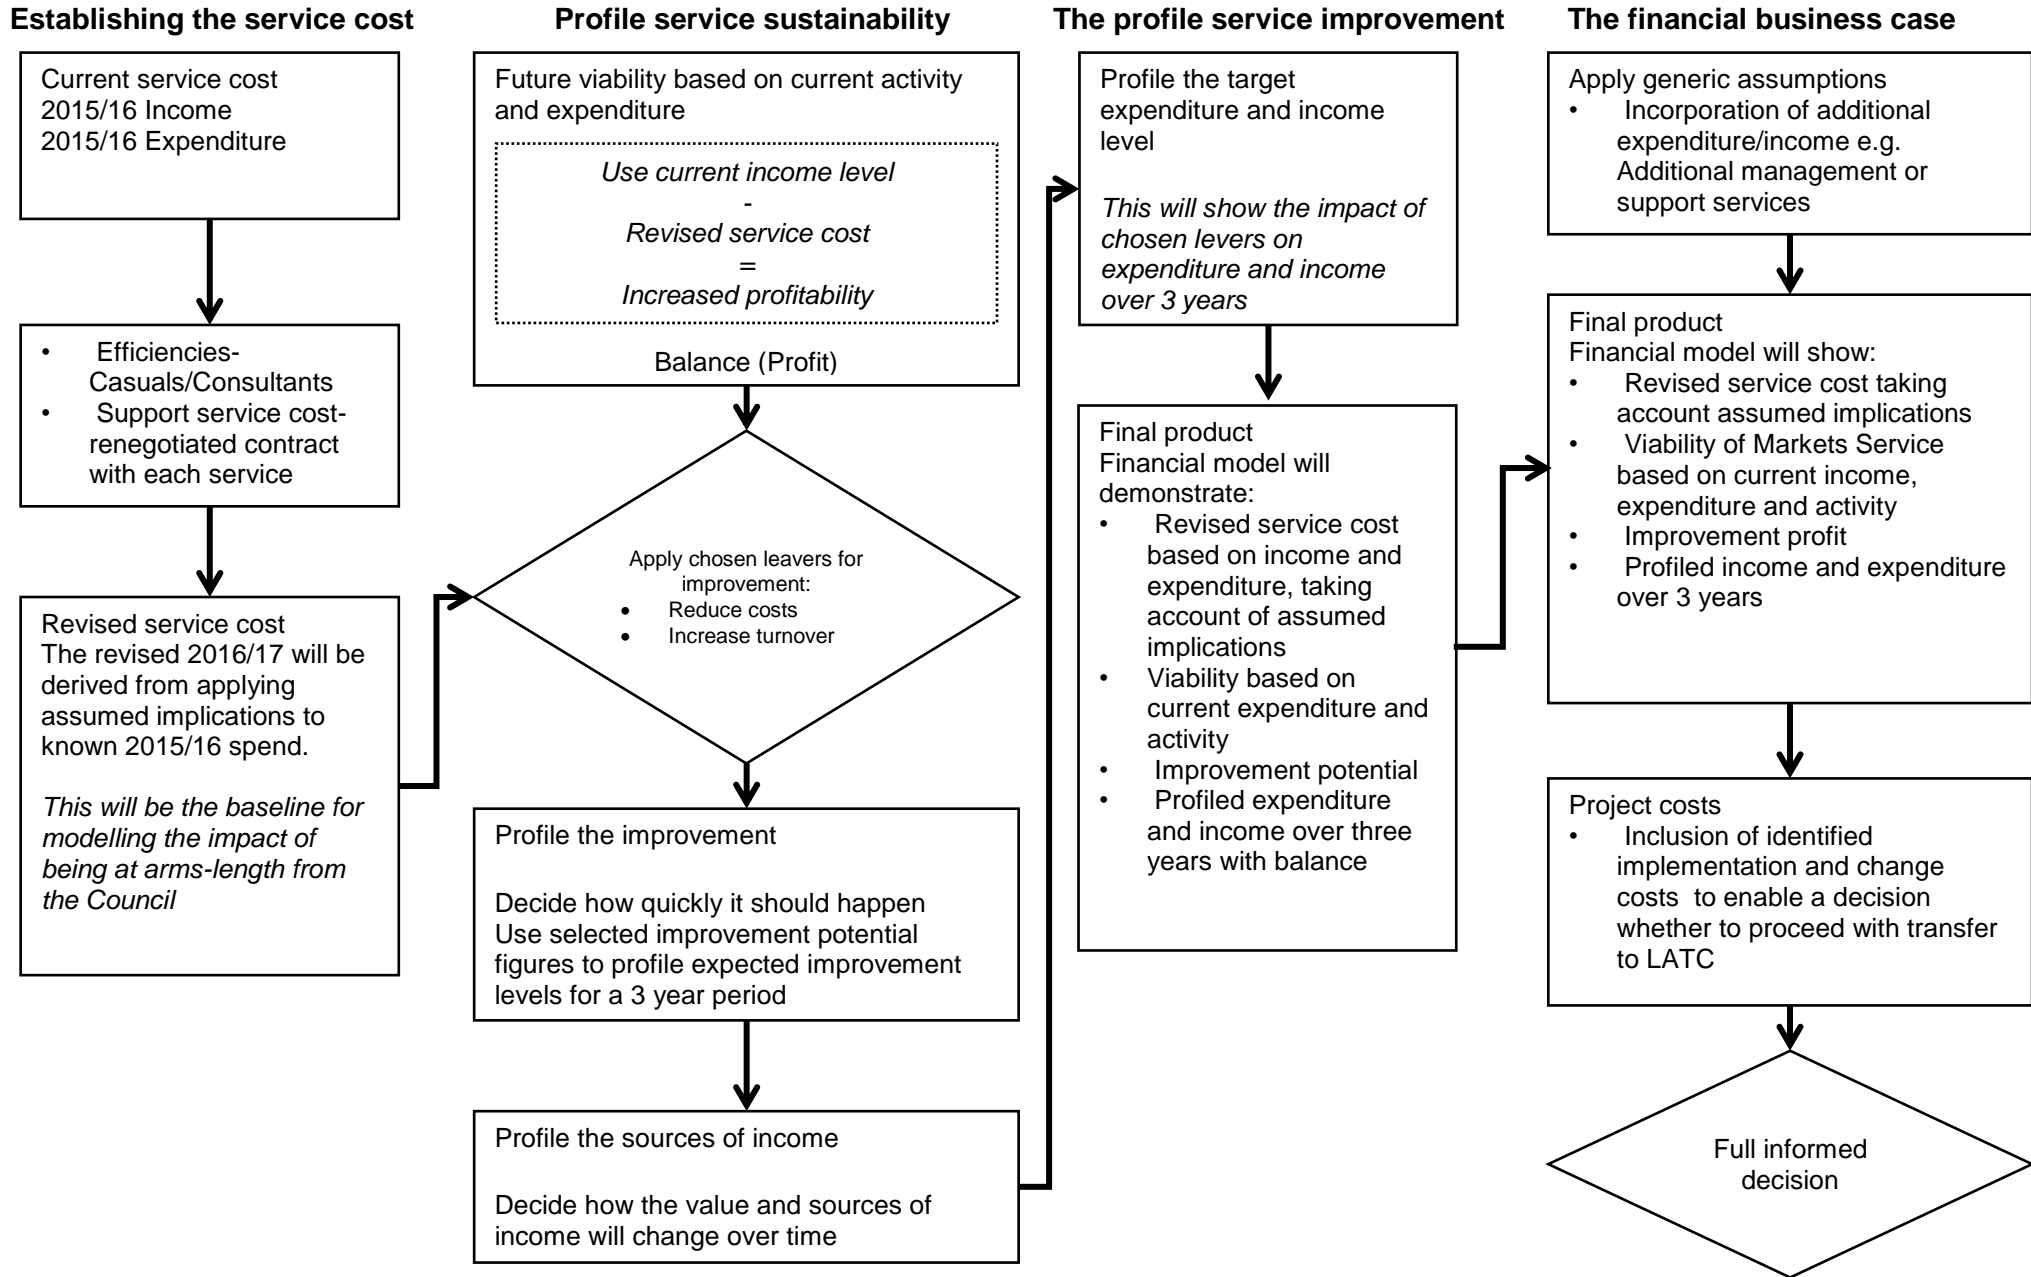 Establishing the service cost
Current service cost
2015/16 Income
2015/16 Expenditure
• Efficiencies-
Casuals/Consultants
• Support service cost-
renegotiated contract
with each service
Revised service cost
The revised 2016/17 will be
derived from applying
assumed implications to
known 2015/16 spend.
This will be the baseline for
modelling the impact of
being at arms-length from
the Council
Profile service sustainability
Future viability based on current activity
and expenditure
Use current income level
-
Revised service cost
=
Increased profitability
Balance (Profit)
Apply chosen leavers for
improvement:
• Reduce costs
• Increase turnover
Profile the improvement
Decide how quickly it should happen
Use selected improvement potential
figures to profile expected improvement
levels for a 3 year period
Profile the sources of income
Decide how the value and sources of
income will change over time
The profile service improvement
Profile the target
expenditure and income
level
This will show the impact of
chosen levers on
expenditure and income
over 3 years
Final product
Financial model will
demonstrate:
• Revised service cost
based on income and
expenditure, taking
account of assumed
implications
• Viability based on
current expenditure and
activity
• Improvement potential
• Profiled expenditure
and income over three
years with balance
The financial business case
Apply generic assumptions
• Incorporation of additional
expenditure/income e.g.
Additional management or
support services
Final product
Financial model will show:
• Revised service cost taking
account assumed implications
• Viability of Markets Service
based on current income,
expenditure and activity
• Improvement profit
• Profiled income and expenditure
over 3 years
Project costs
• Inclusion of identified
implementation and change
costs to enable a decision
whether to proceed with transfer
to LATC
Full informed
decision